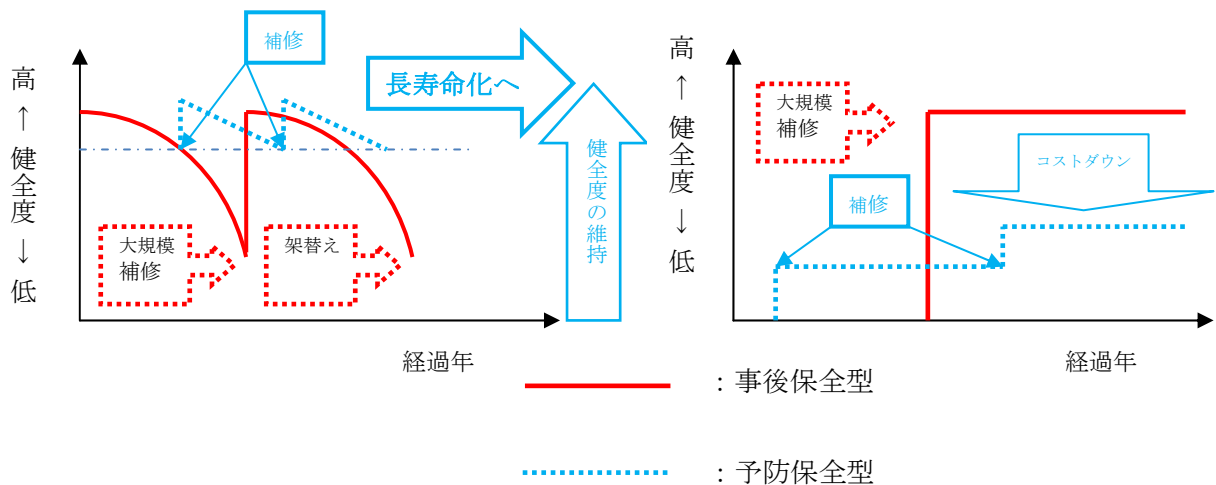 補修
長寿命化へ
高
↑
健全度
↓
低
大規模
補修
架替え
健全度の維持
経過年
高
↑
健全度
↓
低
大規模
補修
コストダウン
補修
経過年
：事後保全型
：予防保全型